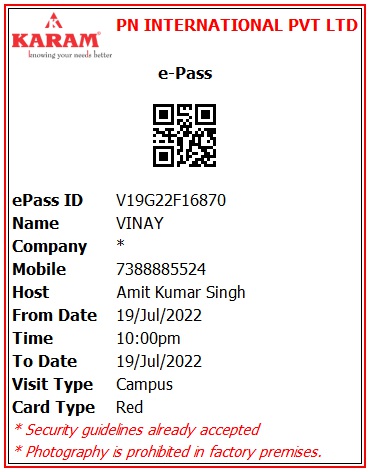 KARAM®
knowing your needs better
PN INTERNATIONAL PVT LTD
e-Pass
ePass ID V19G22F16870
Name VINAY
Company *
Mobile 7388885524
Host Amit Kumar Singh
From Date 19/Jul/2022
Time 10:00pm
To Date 19/Jul/2022
Visit Type Campus
Card Type Red
* Security guidelines already accepted
* Photography is prohibited in factory premises.